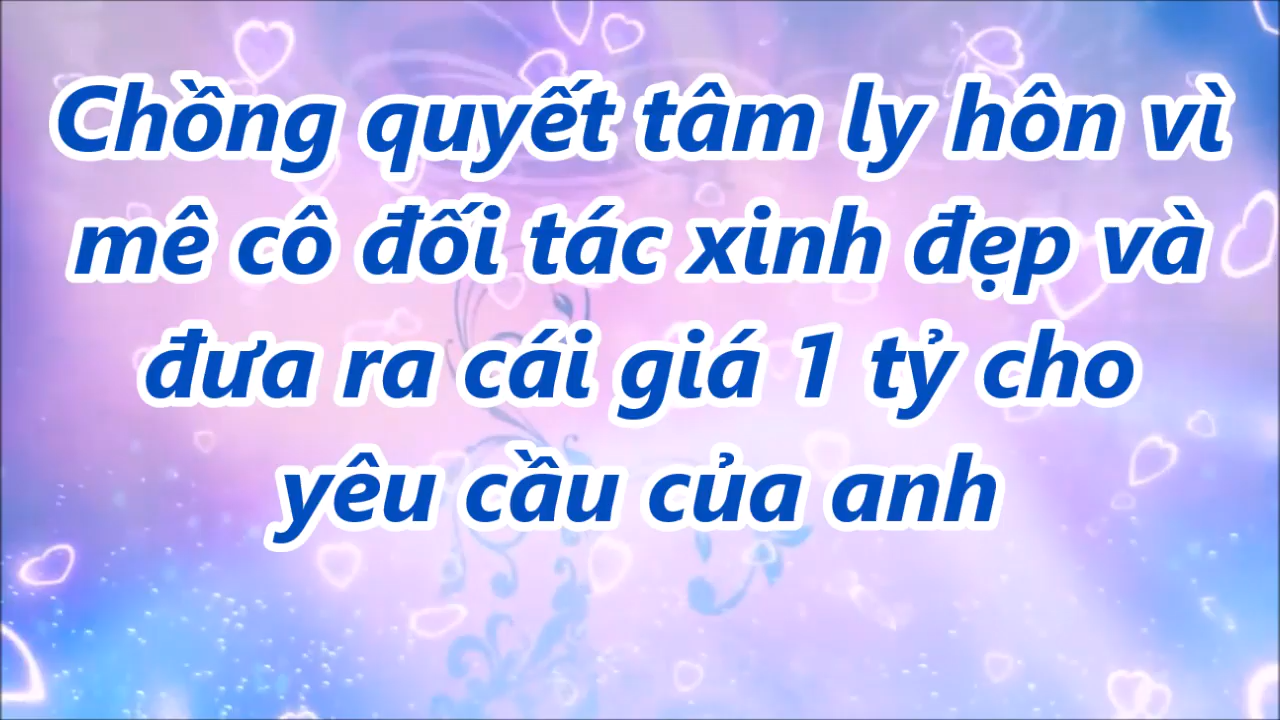 Chồng quyết tâm ly hôn vì
mê cô đối tác xinh đẹp và
đưa ra cái giá 1 tỷ cho
yêu cầu của anh